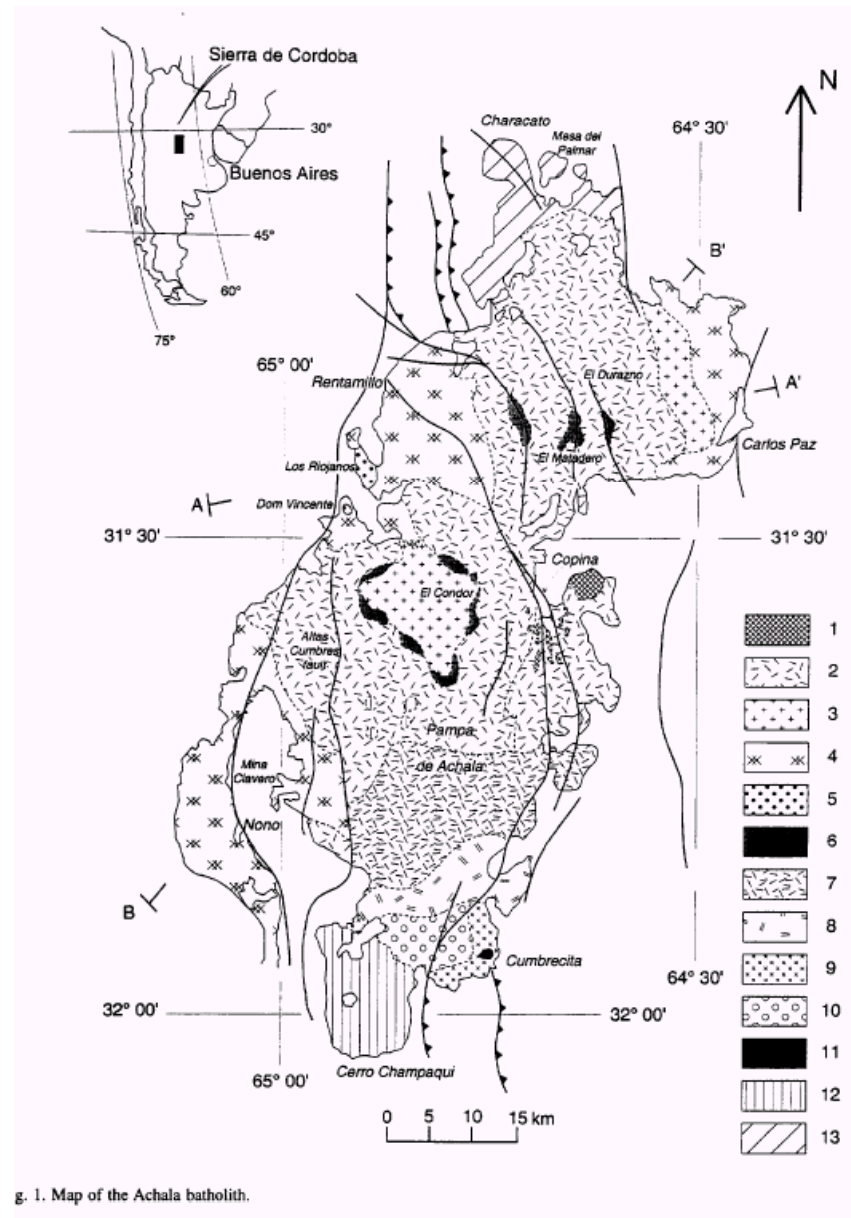 Sierra de Cordoba
30°
Buenos Aires
45°
60°
75°
N
Characato
Mesa del
Palmar
64° 30'
B'
65° 00'
Rentamillo
El Durazno
A'
Carlos Paz
Los Riojanos
El Matadero
A
Dom Vincente
31° 30'
31° 30'
Copina
El Condor
Altas
Cumbres
Pampa
de Achala
Mina
Clavero
Nono
B
Cumbrecita
64° 30'
32° 00'
32° 00'
65° 00'
Cerro Champaqui
0 5 10 15 km
1
2
3
4
5
6
7
8
9
10
11
12
13
g. 1. Map of the Achala batholith.